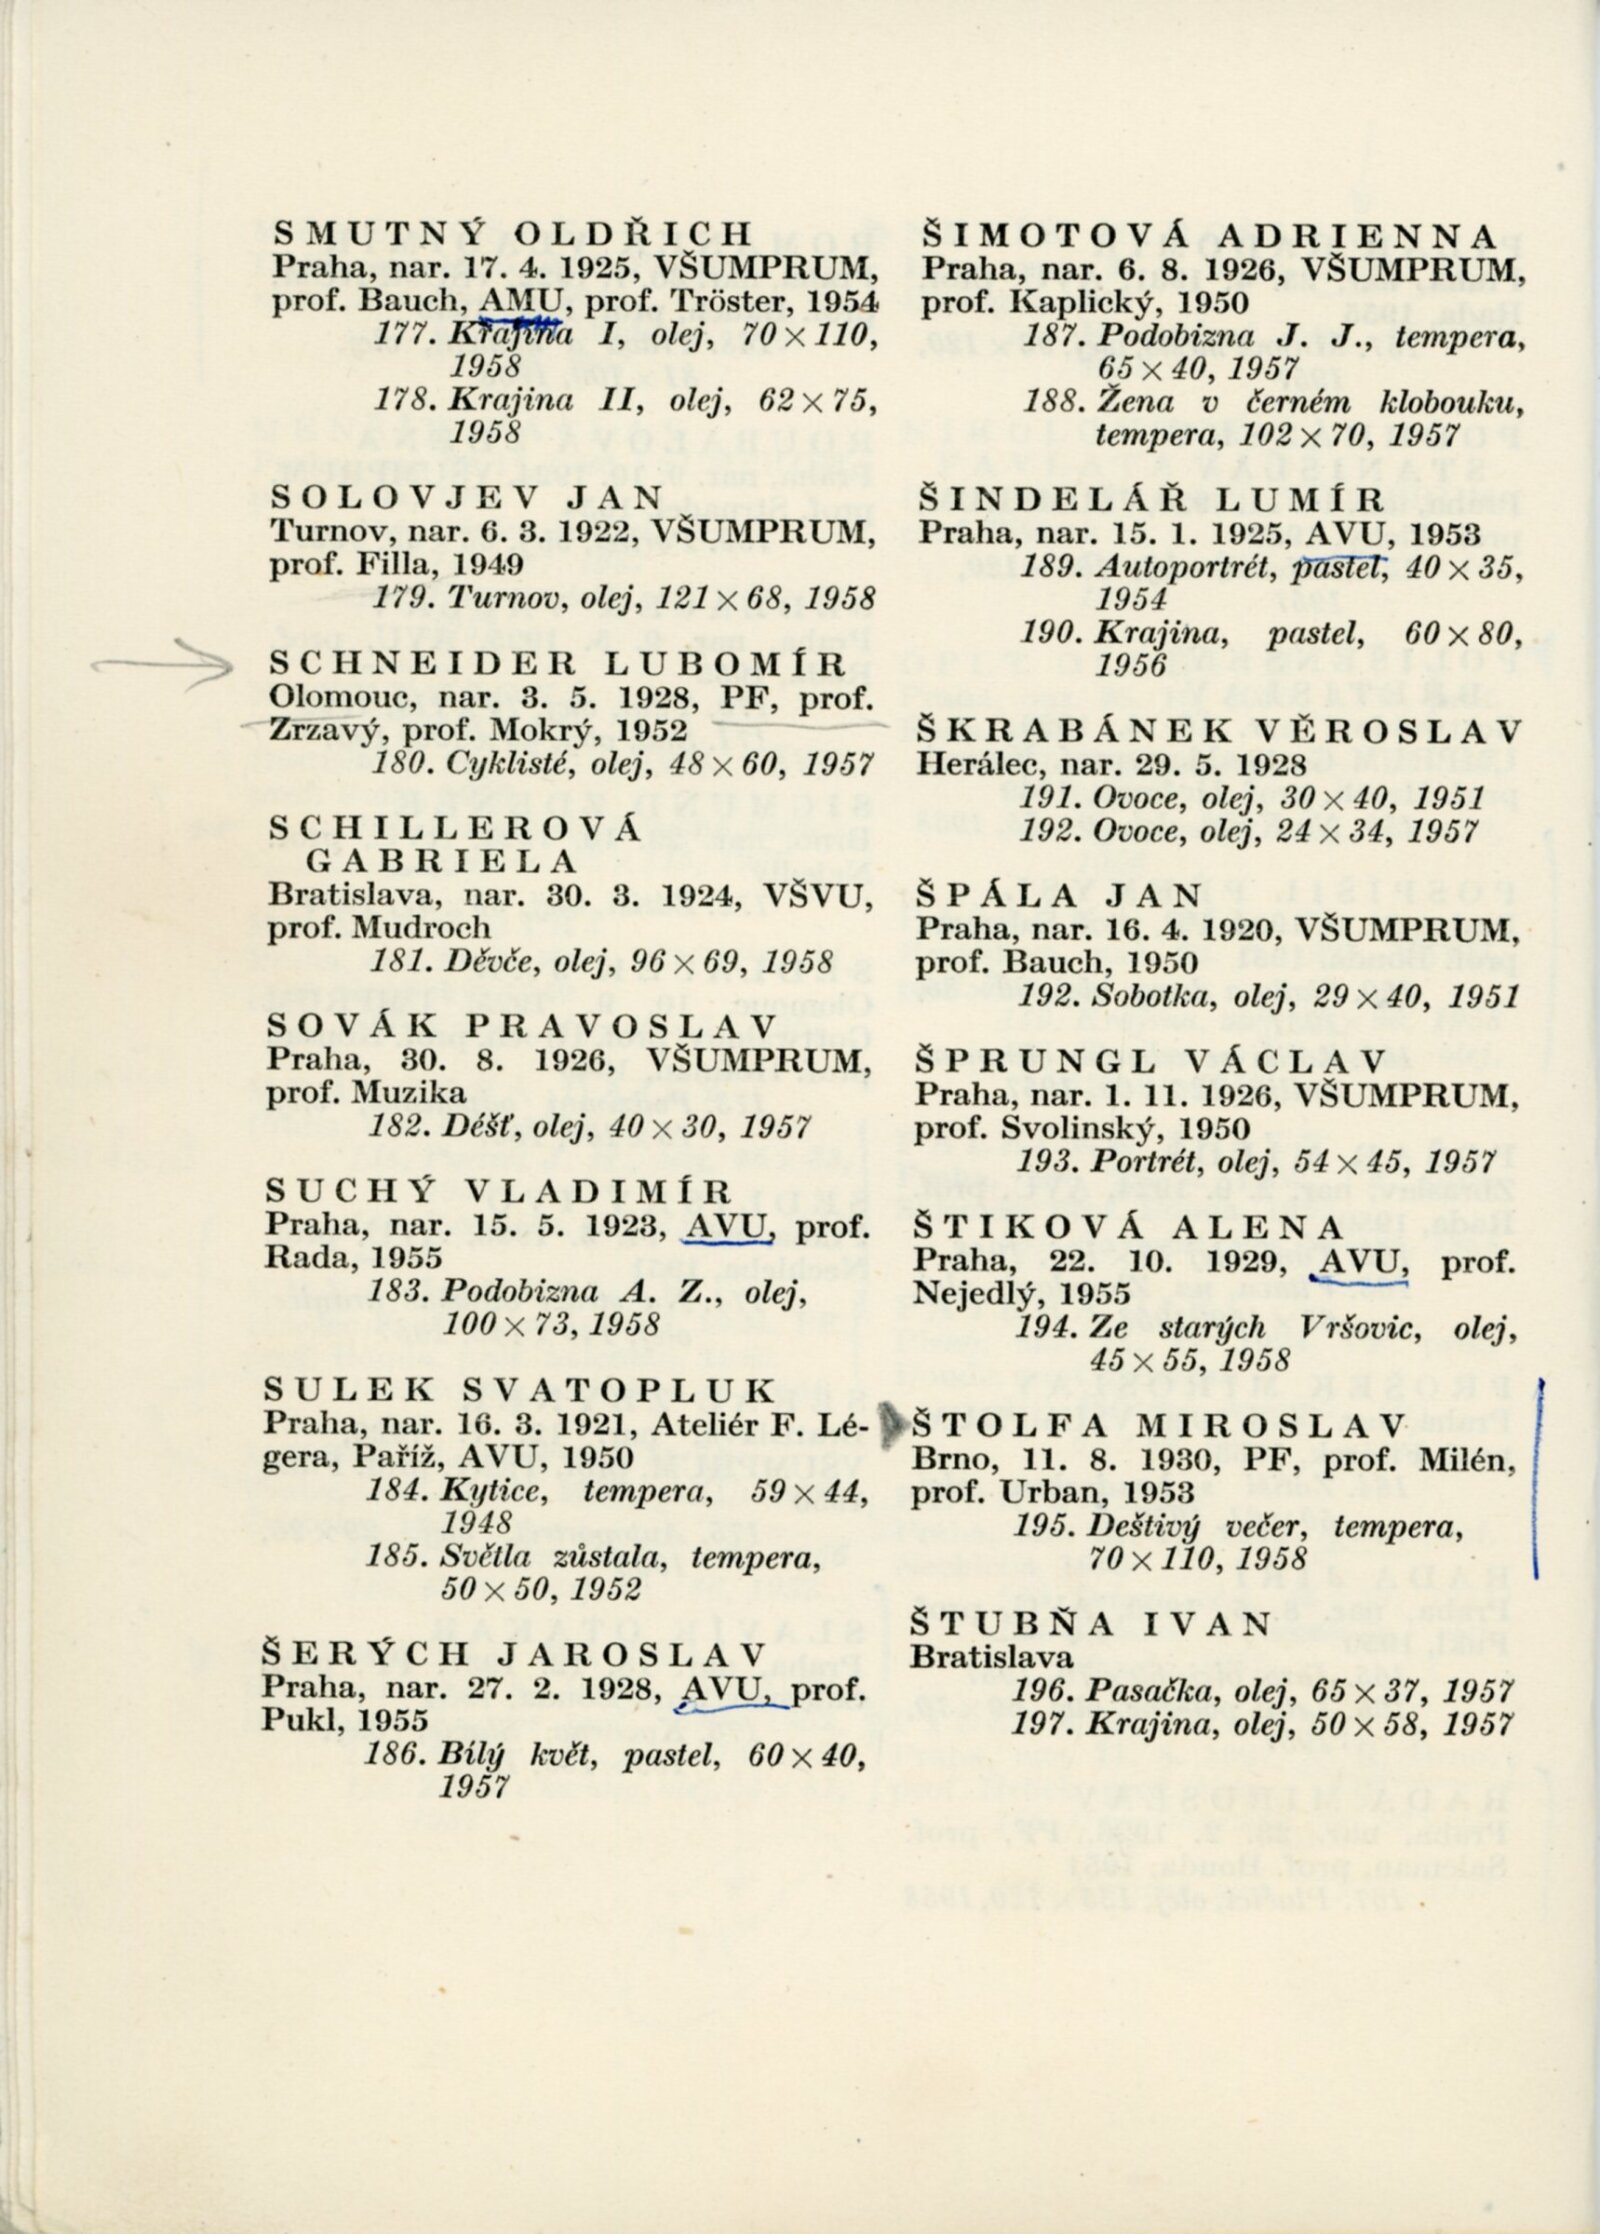 SMUTNÝ OLDŘICH
Praha, nar. 17. 4. 1925, VŠUMPRUM,
prof. Bauch, AMU, prof. Tröster, 1954
177. Krajina I, olej, 70 × 110,
1958
178. Krajina II, olej, 62 × 75,
1958
SOLOVJEV JAN
Turnov, nar. 6. 3. 1922, VŠUMPRUM,
prof. Filla, 1949
179. Turnov, olej, 121 × 68, 1958
SCHNEIDER LUBOMÍR
Olomouc, nar. 3. 5. 1928, PF, prof.
Zrzavý, prof. Mokrý, 1952
180. Cyklisté, olej, 48 × 60, 1957
SCHILLEROVÁ
GABRIELA
Bratislava, nar. 30. 3. 1924, VŠVU,
prof. Mudroch
181. Děvče, olej, 96 × 69, 1958
SOVÁK PRAVOSLAV
Praha, 30. 8. 1926, VŠUMPRUM,
prof. Muzika
182. Déšť, olej, 40 × 30, 1957
SUCHÝ VLADIMÍR
Praha, nar. 15. 5. 1923, AVU, prof.
Rada, 1955
183. Podobizna A. Z., olej,
100 × 73, 1958
SULEK SVATOPLUK
Praha, nar. 16. 3. 1921, Ateliér F. Lé-
gera, Paříž, AVU, 1950
184. Kytice, tempera, 59 × 44,
1948
185. Světla zůstala, tempera,
50 × 50, 1952
ŠERÝCH JAROSLAV
Praha, nar. 27. 2. 1928, AVU, prof.
Pukl, 1955
186. Bílý květ, pastel, 60 × 40,
1957
ŠIMOTOVÁ ADRIENNA
Praha, nar. 6. 8. 1926, VŠUMPRUM,
prof. Kaplický, 1950
187. Podobizna J. J., tempera,
65 × 40, 1957
188. Žena v černém klobouku,
tempera, 102 × 70, 1957
ŠINDELÁŘ LUMÍR
Praha, nar. 15. 1. 1925, AVU, 1953
189. Autoportrét, pastel, 40 × 35,
1954
190. Krajina, pastel, 60 × 80,
1956
ŠKRABÁNEK VĚROSLAV
Herálec, nar. 29. 5. 1928
191. Ovoce, olej, 30 × 40, 1951
192. Ovoce, olej, 24 × 34, 1957
ŠPÁLA JAN
Praha, nar. 16. 4. 1920, VŠUMPRUM,
prof. Bauch, 1950
192. Sobotka, olej, 29 × 40, 1951
ŠPRUNGL VÁCLAV
Praha, nar. 1. 11. 1926, VŠUMPRUM,
prof. Svolinský, 1950
193. Portrét, olej, 54 × 45, 1957
ŠTIKOVÁ ALENA
Praha, 22. 10. 1929, AVU, prof.
Nejedlý, 1955
194. Ze starých Vršovic, olej,
45 × 55, 1958
ŠTOLFA MIROSLAV
Brno, 11. 8. 1930, PF, prof. Milén,
prof. Urban, 1953
195. Deštivý večer, tempera,
70 × 110, 1958
ŠTUBŇA IVAN
Bratislava
196. Pasačka, olej, 65 × 37, 1957
197. Krajina, olej, 50 × 58, 1957